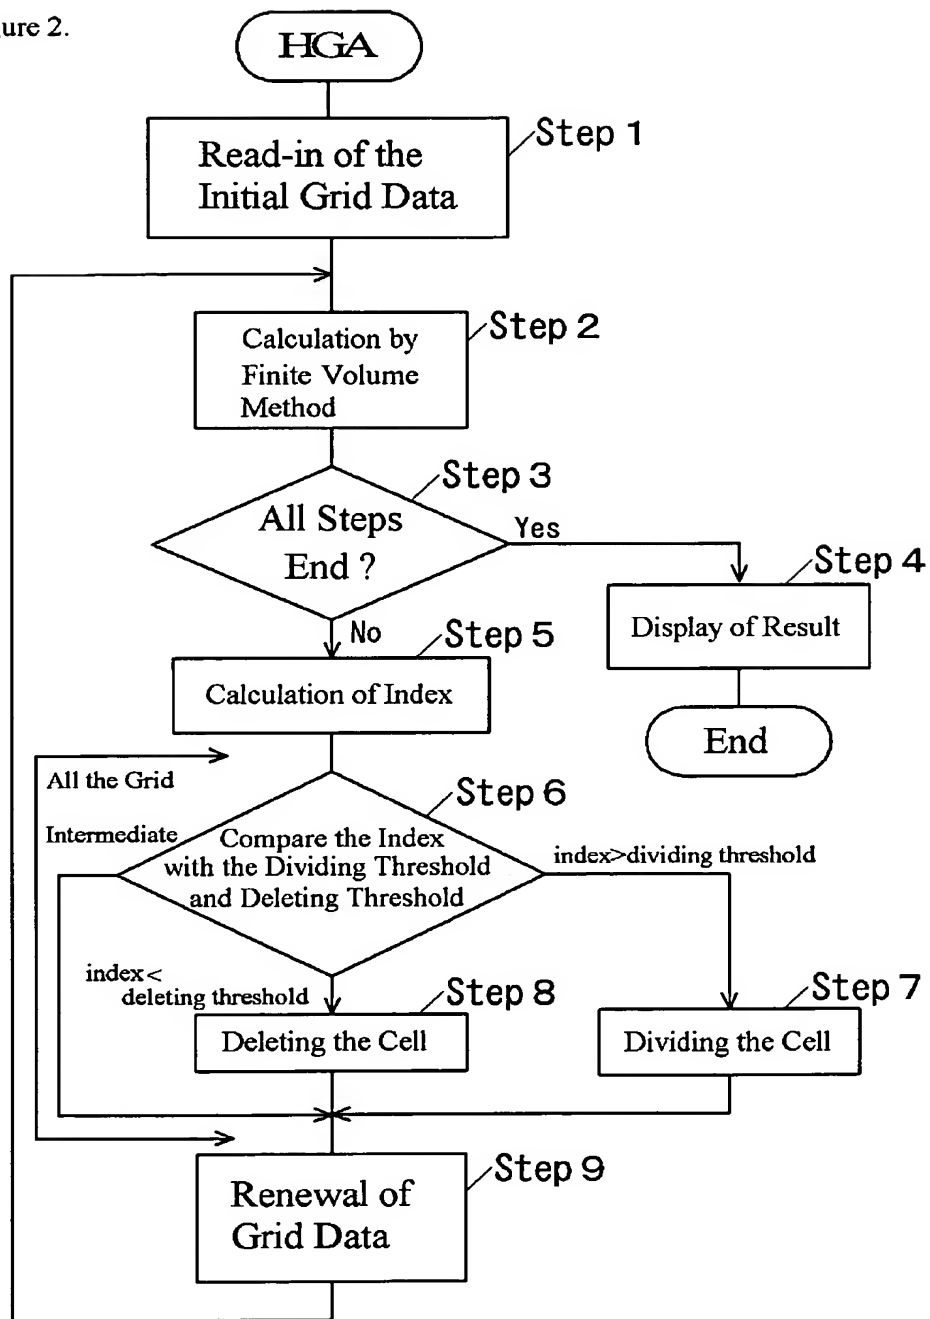 ure 2.
HGA
Step 1
Read-in of the
Initial Grid Data
Step 2
Calculation by
Finite Volume
Method
Step 3
All Steps
End ?
Yes
Step 4
Display of Result
End
No
Step 5
Calculation of Index
All the Grid
Step 6
Intermediate
Compare the Index
with the Dividing Threshold
and Deleting Threshold
index>dividing threshold
index<
deleting threshold
Step 8
Deleting the Cell
Step 7
Dividing the Cell
Step 9
Renewal of
Grid Data